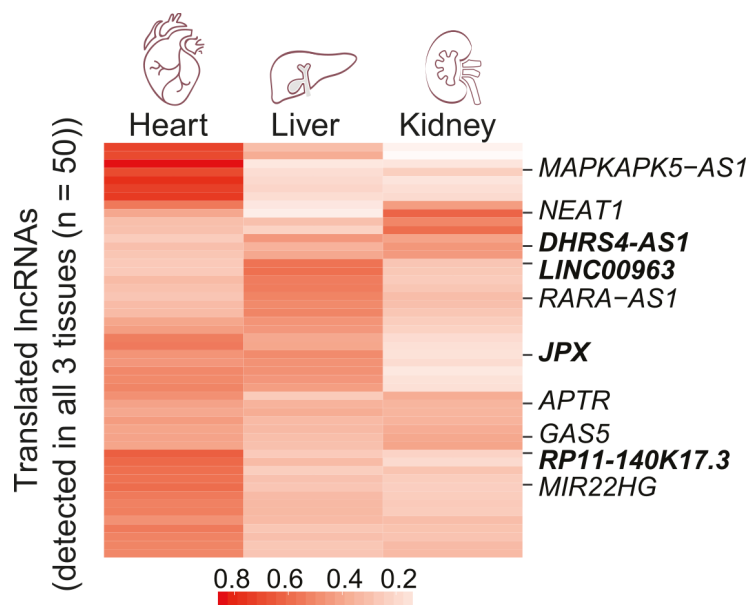 Heart Liver Kidney
Translated lncRNAs
(detected in all 3 tissues (n = 50))
MAPKAPK5−AS1
NEAT1
DHRS4-AS1
LINC00963
RARA−AS1
JPX
APTR
GAS5
RP11-140K17.3
MIR22HG
0.8 0.6 0.4 0.2